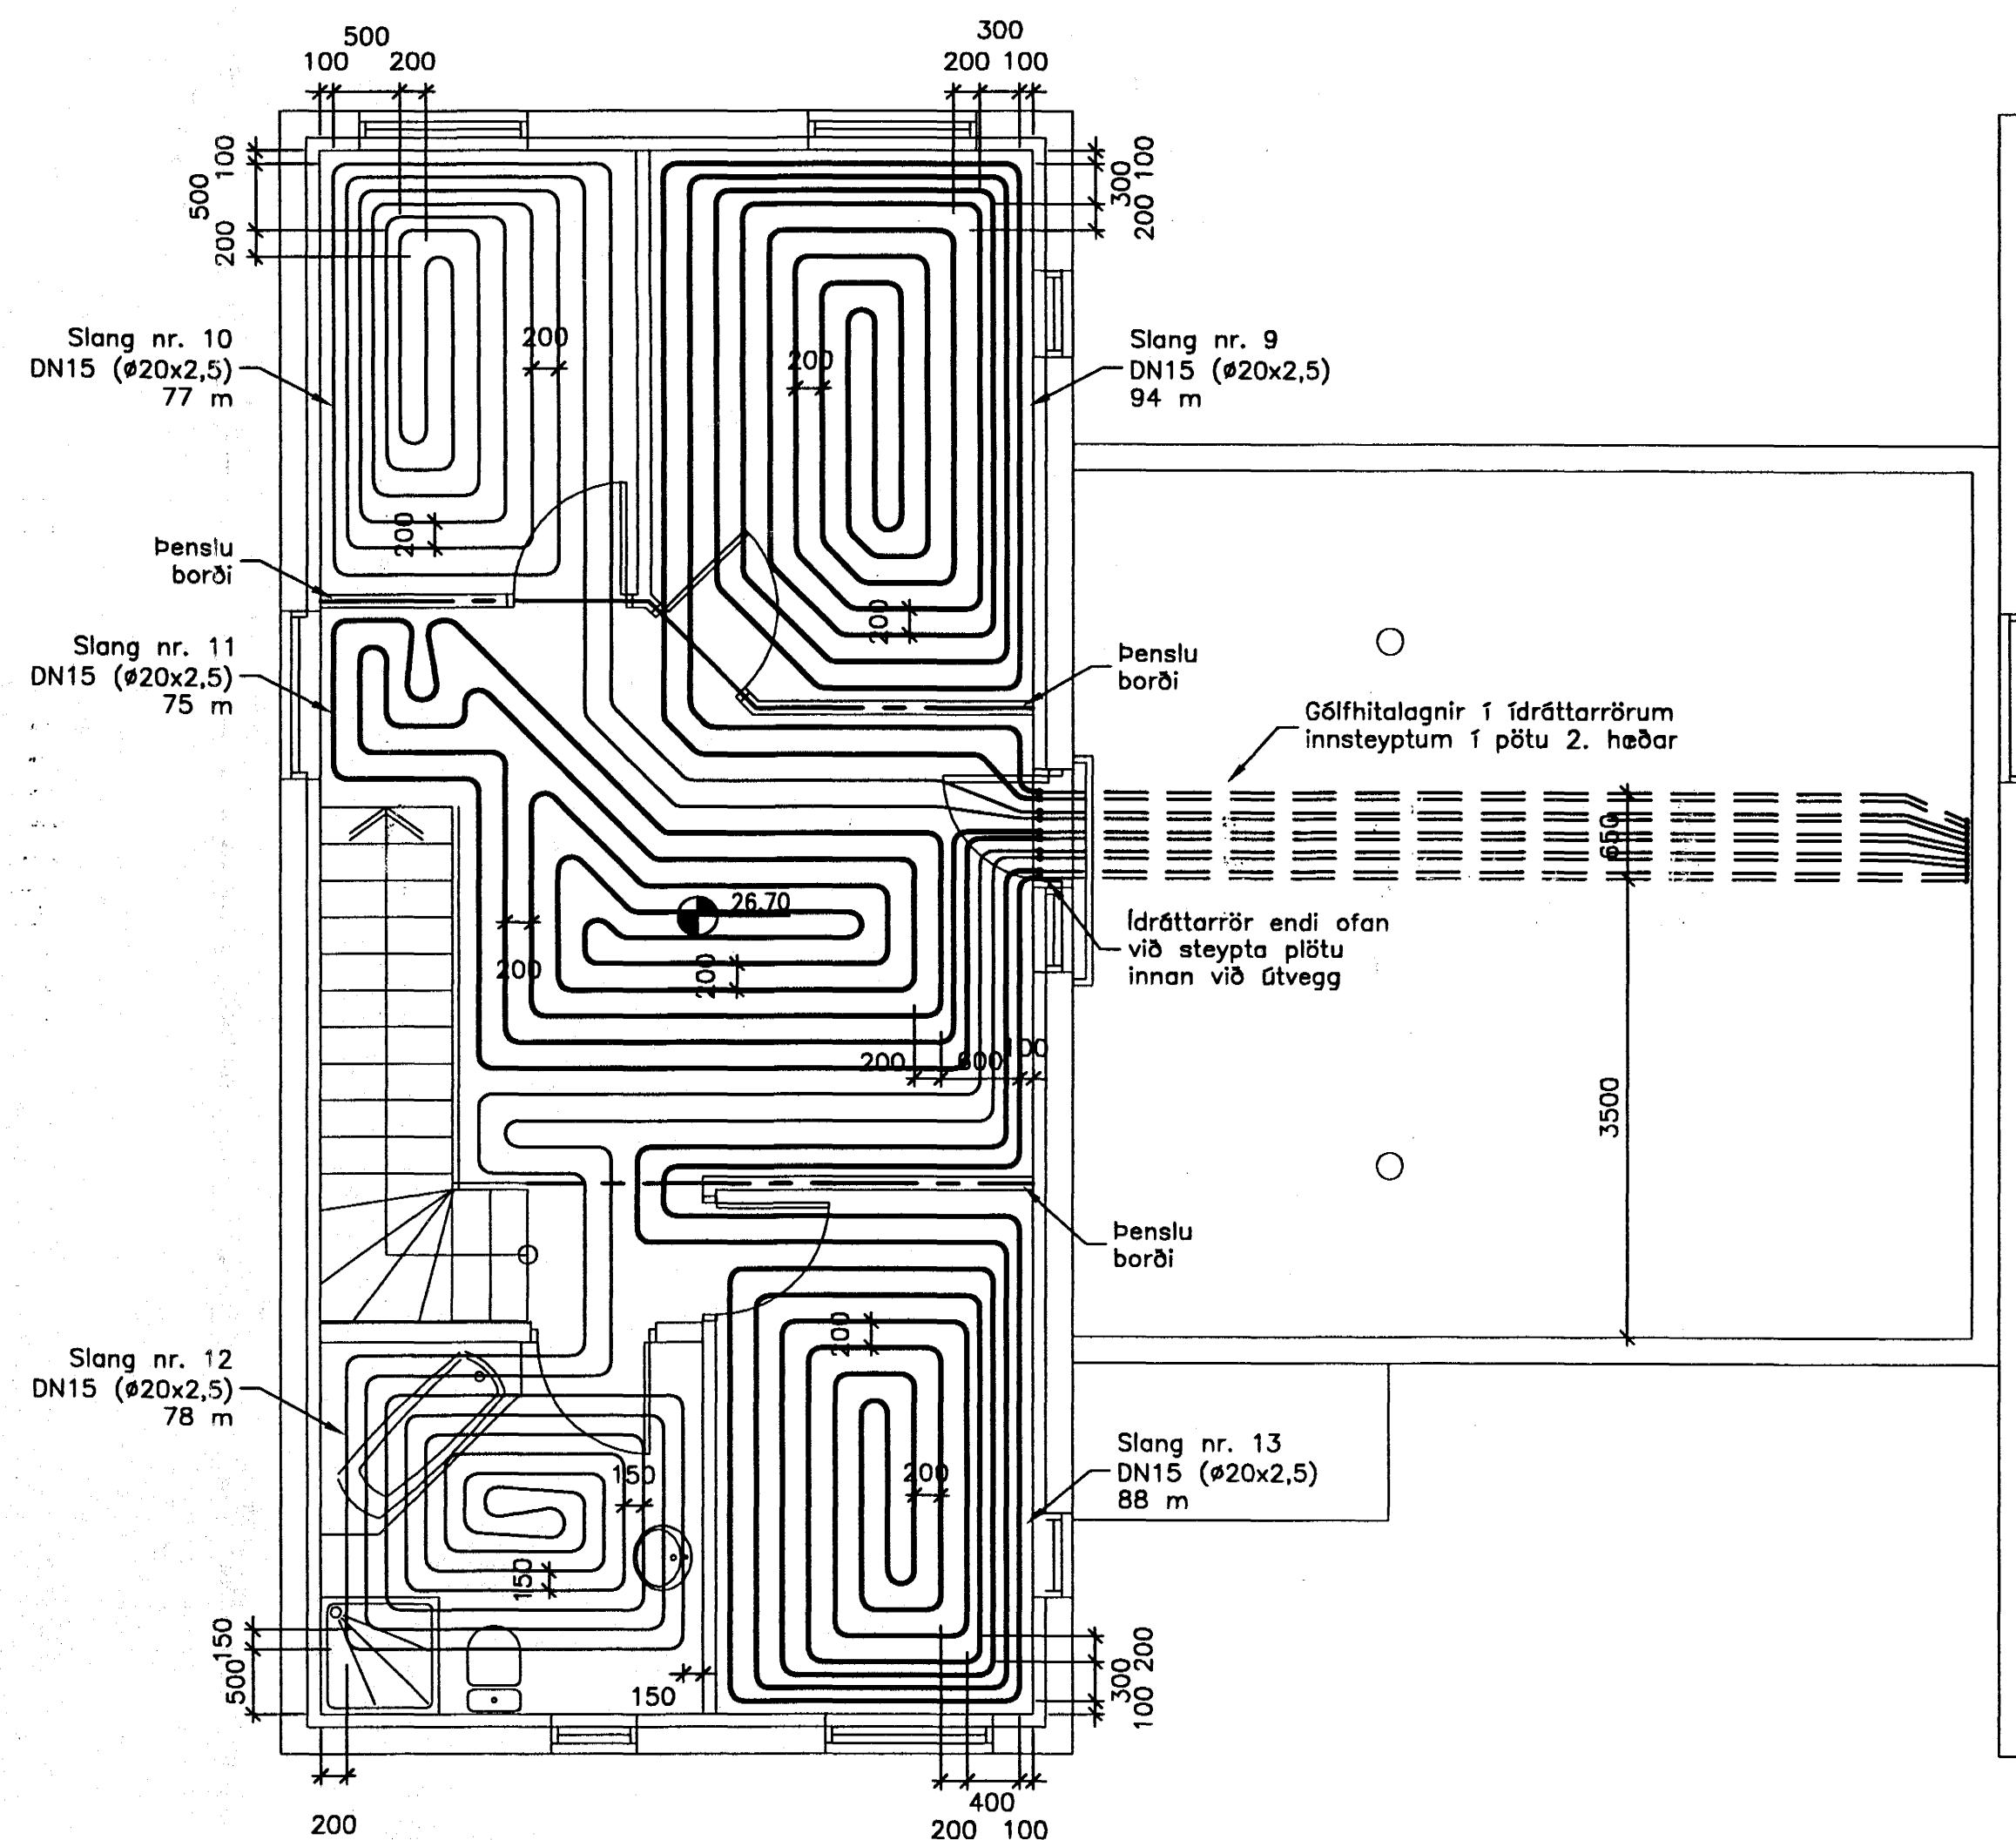 500
100 200
300
200 100
100
500
200
100
300
200
Slang nr. 10
DN15 (ø20x2,5)
77 m
200
200
Slang nr. 9
DN15 (ø20x2,5)
94 m
200
200
Þenslu
borði
Slang nr. 11
DN15 (ø20x2,5)
75 m
Þenslu
borði
Gólfhitalagnir í ídráttarrörum
innsteyptum í pötu 2. hæðar
650
26.70
Ídráttarrör endi ofan
við steypta plötu
innan við útvegg
200
200
200 600 100
3500
Þenslu
borði
Slang nr. 12
DN15 (ø20x2,5)
78 m
200
150
200
Slang nr. 13
DN15 (ø20x2,5)
88 m
150
150
500
150
200
300
100
200
400
200 100